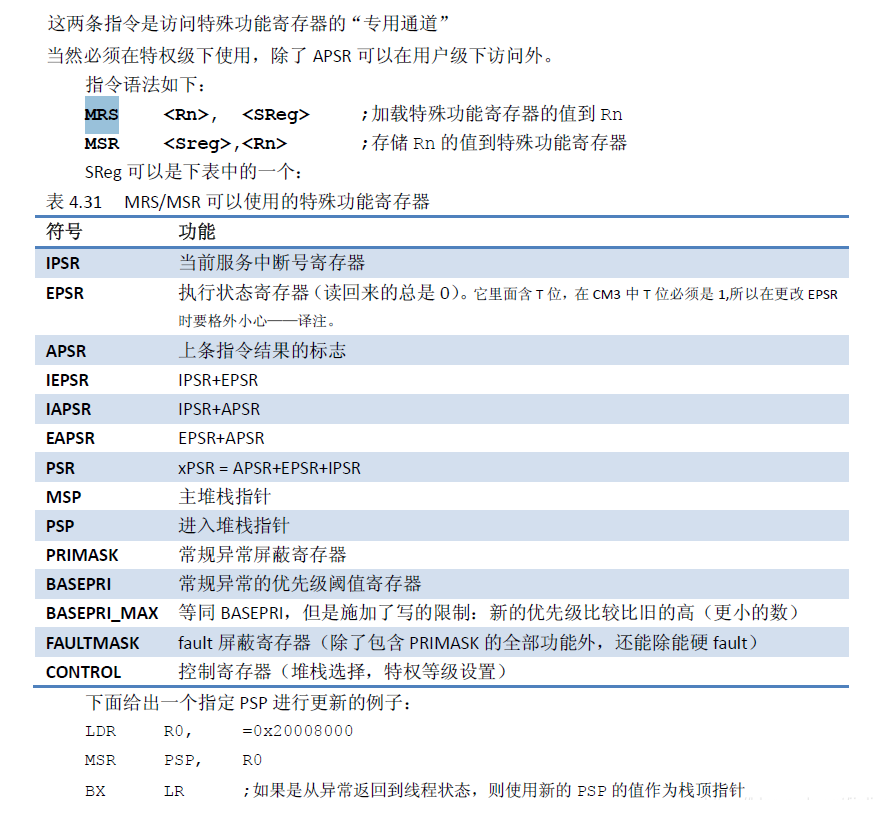 这两条指令是访问特殊功能寄存器的“专用通道”
当然必须在特权级下使用，除了 APSR 可以在用户级下访问外。
指令语法如下：
MRS <Rn>, <SReg> ;加载特殊功能寄存器的值到 Rn
MSR <Sreg>,<Rn> ;存储 Rn 的值到特殊功能寄存器
SReg 可以是下表中的一个：
表 4.31 MRS/MSR 可以使用的特殊功能寄存器
符号 功能
IPSR 当前服务中断号寄存器
EPSR 执行状态寄存器（读回来的总是 0）。它里面含 T 位，在 CM3 中 T 位必须是 1,所以在更改 EPSR
时要格外小心——译注。
APSR 上条指令结果的标志
IEPSR IPSR+EPSR
IAPSR IPSR+APSR
EAPSR EPSR+APSR
PSR xPSR = APSR+EPSR+IPSR
MSP 主堆栈指针
PSP 进入堆栈指针
PRIMASK 常规异常屏蔽寄存器
BASEPRI 常规异常的优先级阈值寄存器
BASEPRI_MAX 等同 BASEPRI，但是施加了写的限制：新的优先级比较比旧的高（更小的数）
FAULTMASK fault 屏蔽寄存器（除了包含 PRIMASK 的全部功能外，还能除能硬 fault）
CONTROL 控制寄存器（堆栈选择，特权等级设置）
下面给出一个指定 PSP 进行更新的例子：
LDR R0, =0x20008000
MSR PSP, R0
BX LR ;如果是从异常返回到线程状态，则使用新的 PSP 的值作为栈顶指针